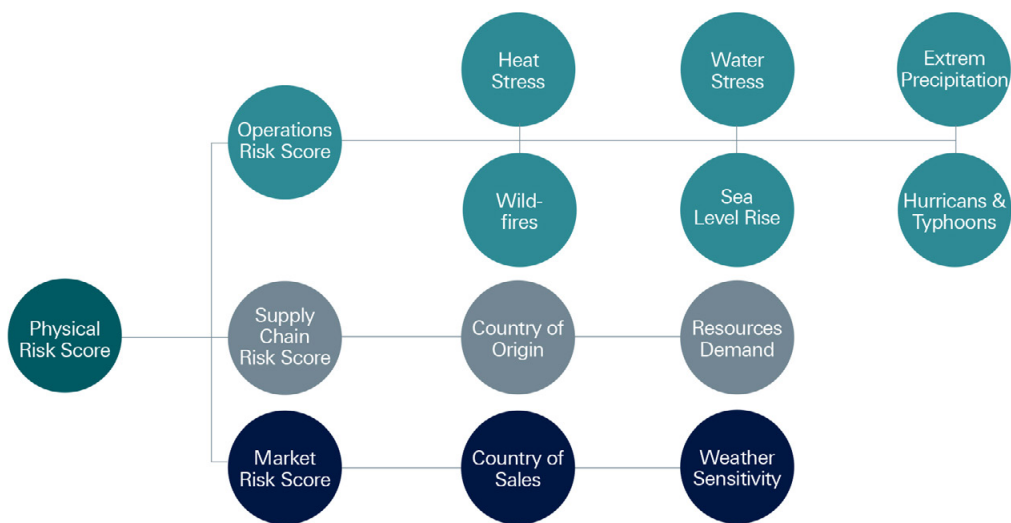 Heat
Stress
Water
Stress
Extrem
Precipitation
Operations
Risk Score
Wild-
fires
Sea
Level Rise
Hurricans &
Typhoons
Physical
Risk Score
Supply
Chain
Risk Score
Country of
Origin
Resources
Demand
Market
Risk Score
Country of
Sales
Weather
Sensitivity